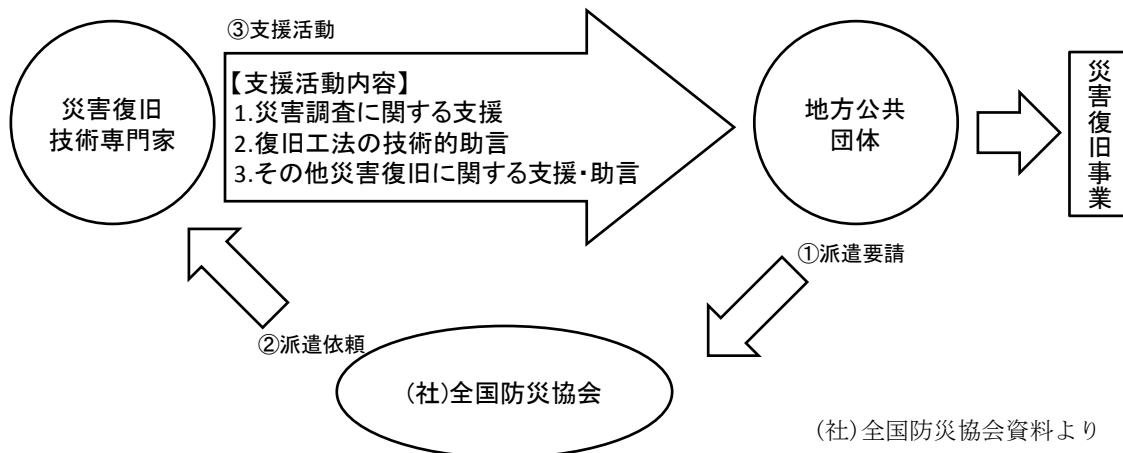 ③支援活動
【支援活動内容】
1.災害調査に関する支援
2.復旧工法の技術的助言
3.その他災害復旧に関する支援・助言
災害復旧
技術専門家
地方公共
団体
災害復旧事業
①派遣要請
②派遣依頼
(社)全国防災協会
(社)全国防災協会資料より